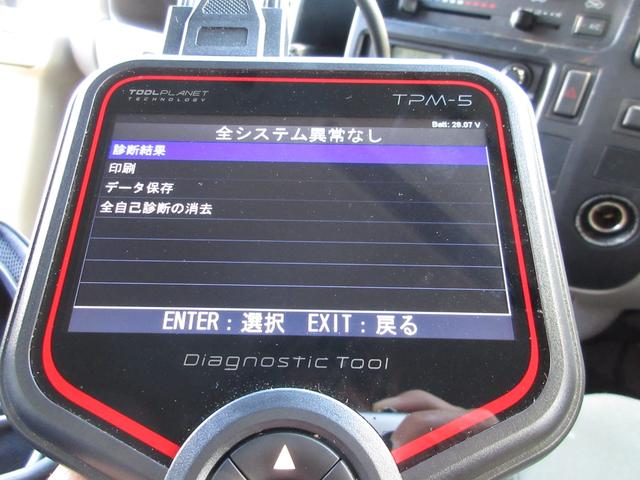 TOOLPLANET
TECHNOLOGY
TPM-5
Batt: 28.07 V
全システム異常なし
診断結果
印刷
データ保存
全自己診断の消去
ENTER：選択 EXIT：戻る
Diagnostic Tool